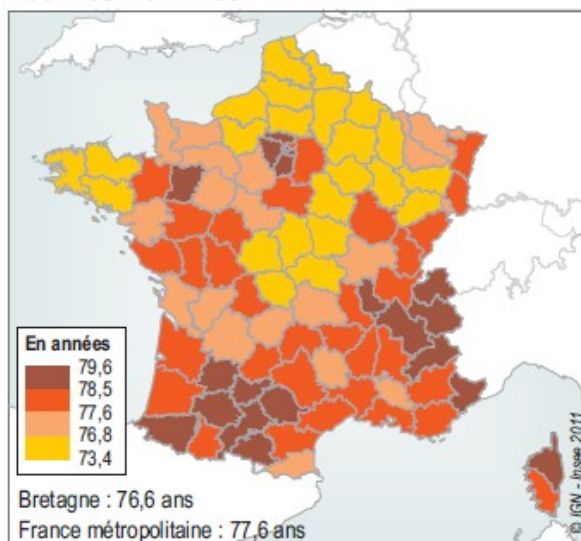 En années
79,6
78,5
77,6
76,8
73,4
Bretagne : 76,6 ans
France métropolitaine : 77,6 ans
© IGN - Insee 2011